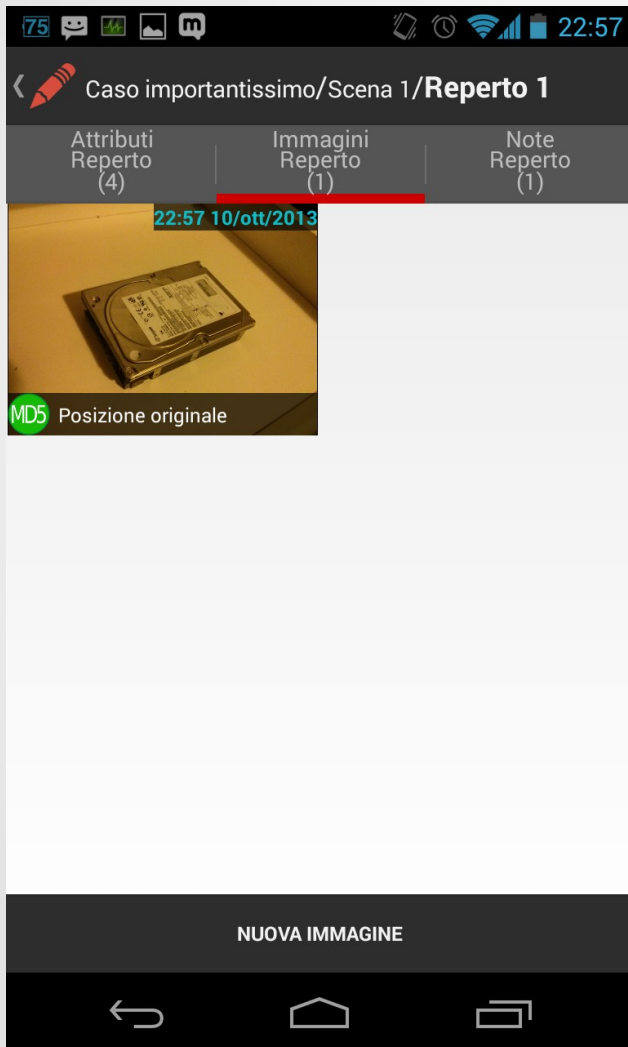 75
22:57
Caso importantissimo/Scena 1/Reperto 1
Attributi
Reperto
(4)
Immagini
Reperto
(1)
Note
Reperto
(1)
22:57 10/ott/2013
MD5 Posizione originale
NUOVA IMMAGINE